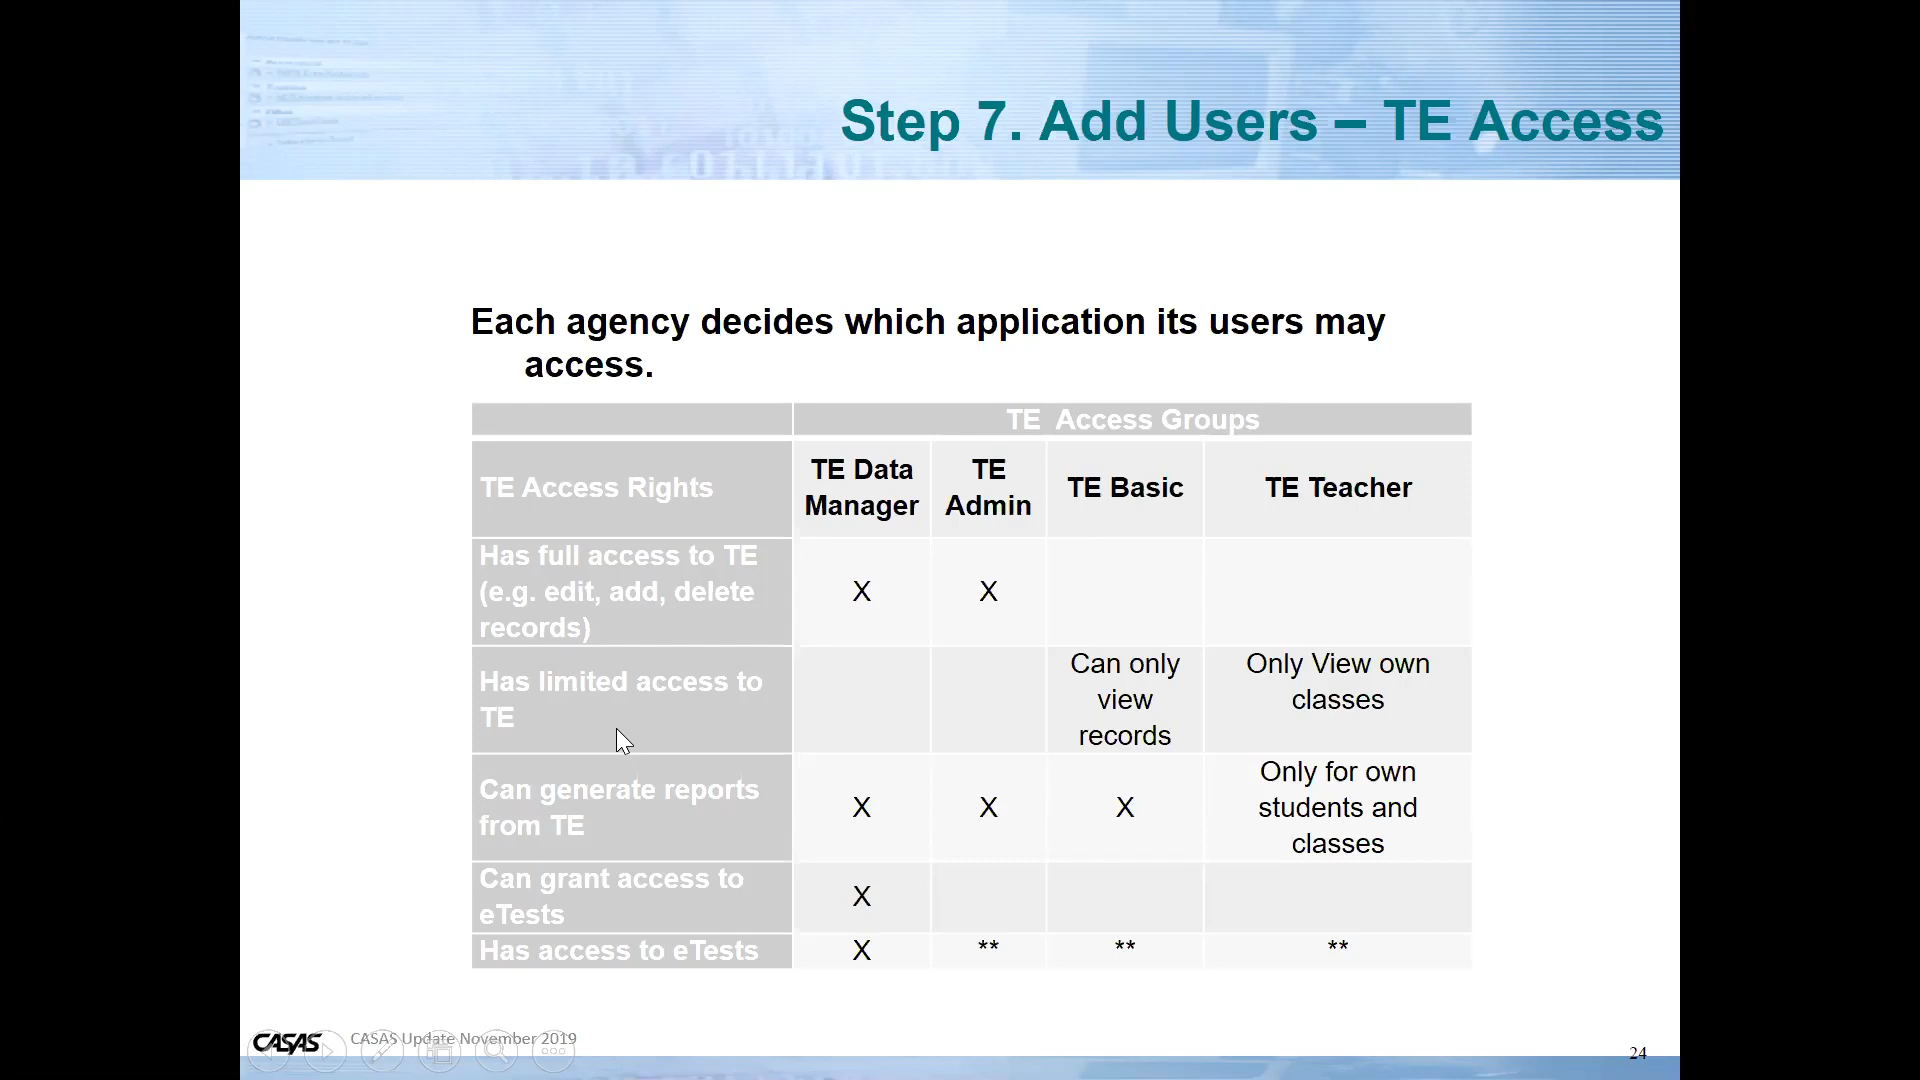 Step 7. Add Users – TE Access
Each agency decides which application its users may
access.
TE Access Groups
TE Access Rights
TE Data
Manager
TE
Admin
TE Basic
TE Teacher
Has full access to TE
(e.g. edit, add, delete
records)
X
X
Has limited access to
TE
Can only
view
records
Only View own
classes
Can generate reports
from TE
X
X
X
Only for own
students and
classes
Can grant access to
eTests
X
Has access to eTests
X
**
**
**
CASAS
CASAS Update November 2019
24